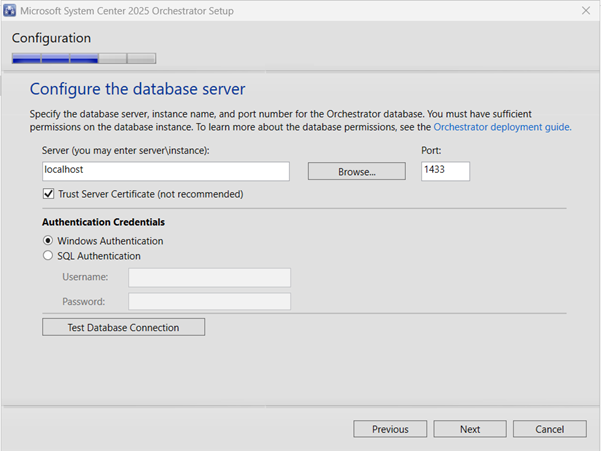 Microsoft System Center 2025 Orchestrator Setup
Configuration
Configure the database server
Specify the database server, instance name, and port number for the Orchestrator database. You must have sufficient
permissions on the database instance. To learn more about the database permissions, see the Orchestrator deployment guide.
Server (you may enter server\instance):
Port:
localhost
Browse...
1433
Trust Server Certificate (not recommended)
Authentication Credentials
Windows Authentication
SQL Authentication
Username:
Password:
Test Database Connection
Previous
Next
Cancel